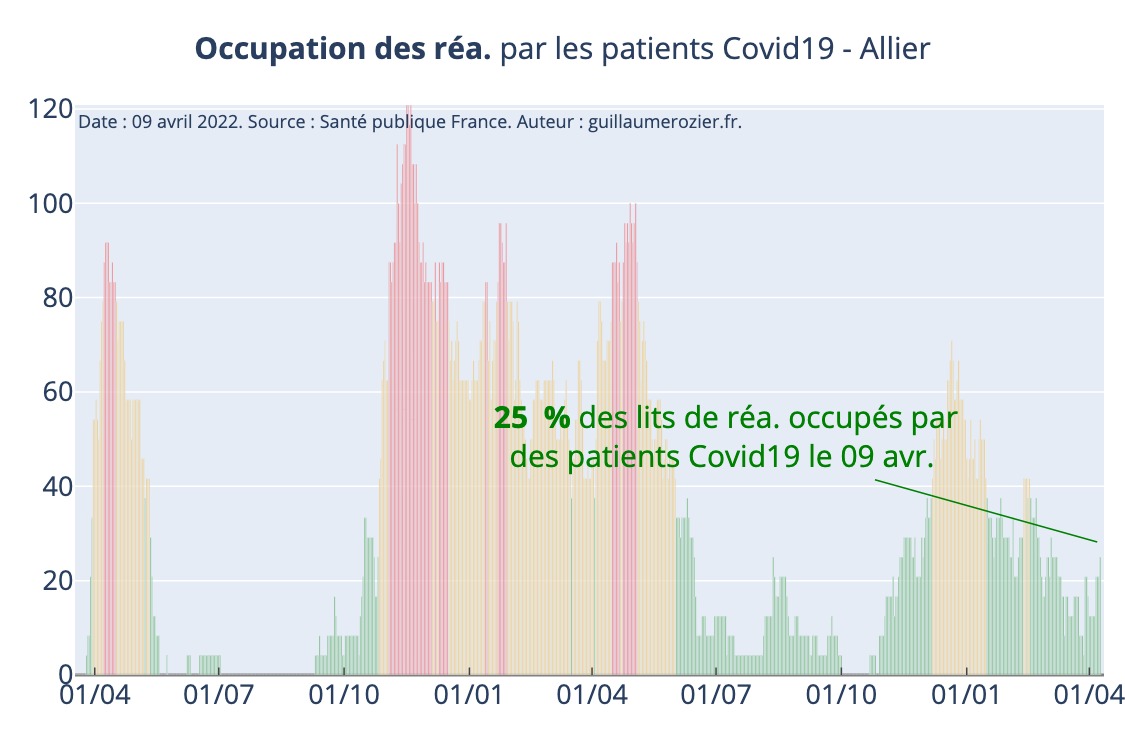 Occupation des réa. par les patients Covid19 - Allier
120
Date : 09 avril 2022. Source : Santé publique France. Auteur : guillaumerozier.fr.
100
80
60
25 % des lits de réa. occupés par
des patients Covid19 le 09 avr.
40
20
0
01/04 01/07 01/10 01/01 01/04 01/07 01/10 01/01 01/04